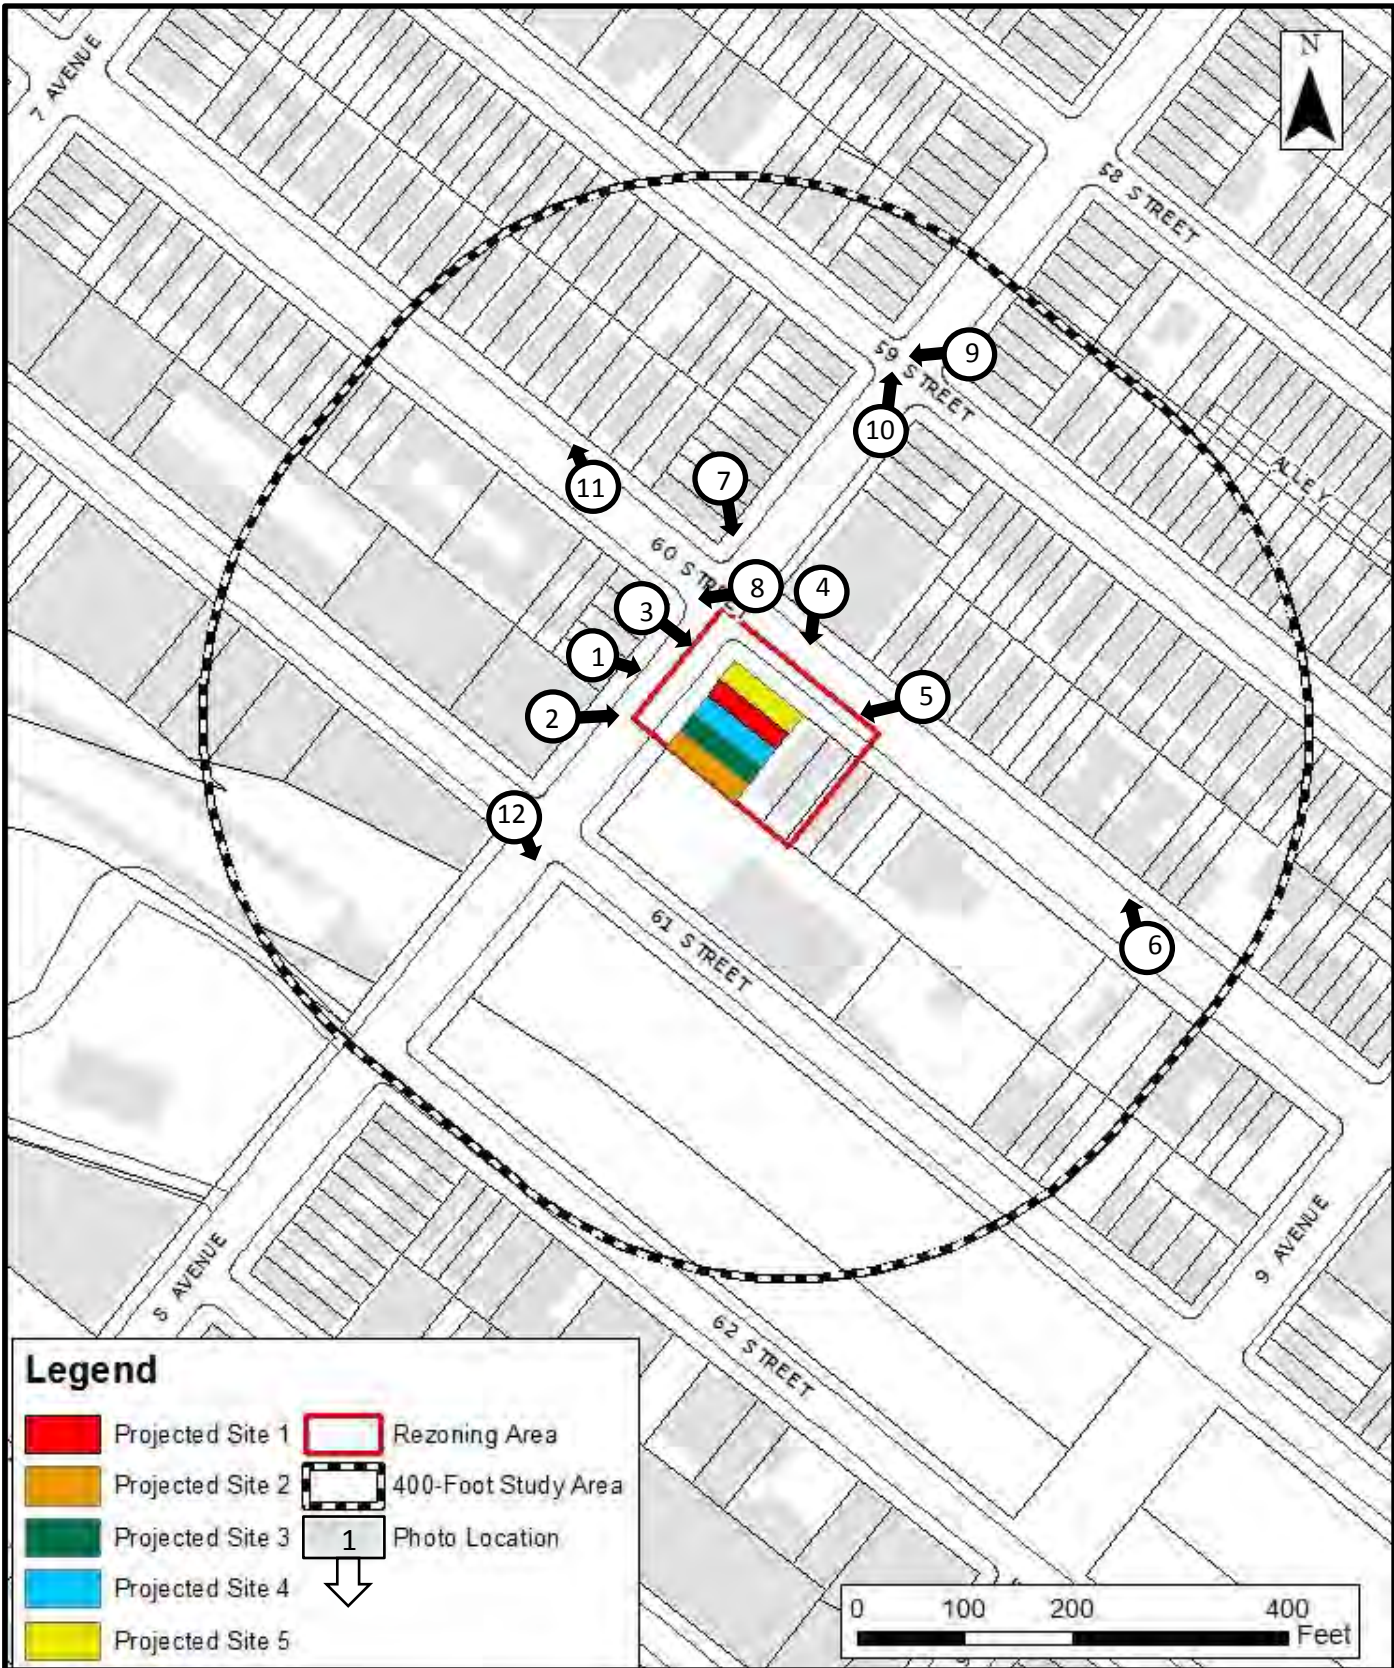 N
7 AVENUE
58 STREET
59 STREET
9
10
ALLEY
11
7
60 STREET
8
4
3
1
5
2
12
61 STREET
6
9 AVENUE
S AVENUE
62 STREET
Legend
Projected Site 1
Rezoning Area
Projected Site 2
400-Foot Study Area
Projected Site 3
1
Photo Location
Projected Site 4
Projected Site 5
0 100 200 400
Feet